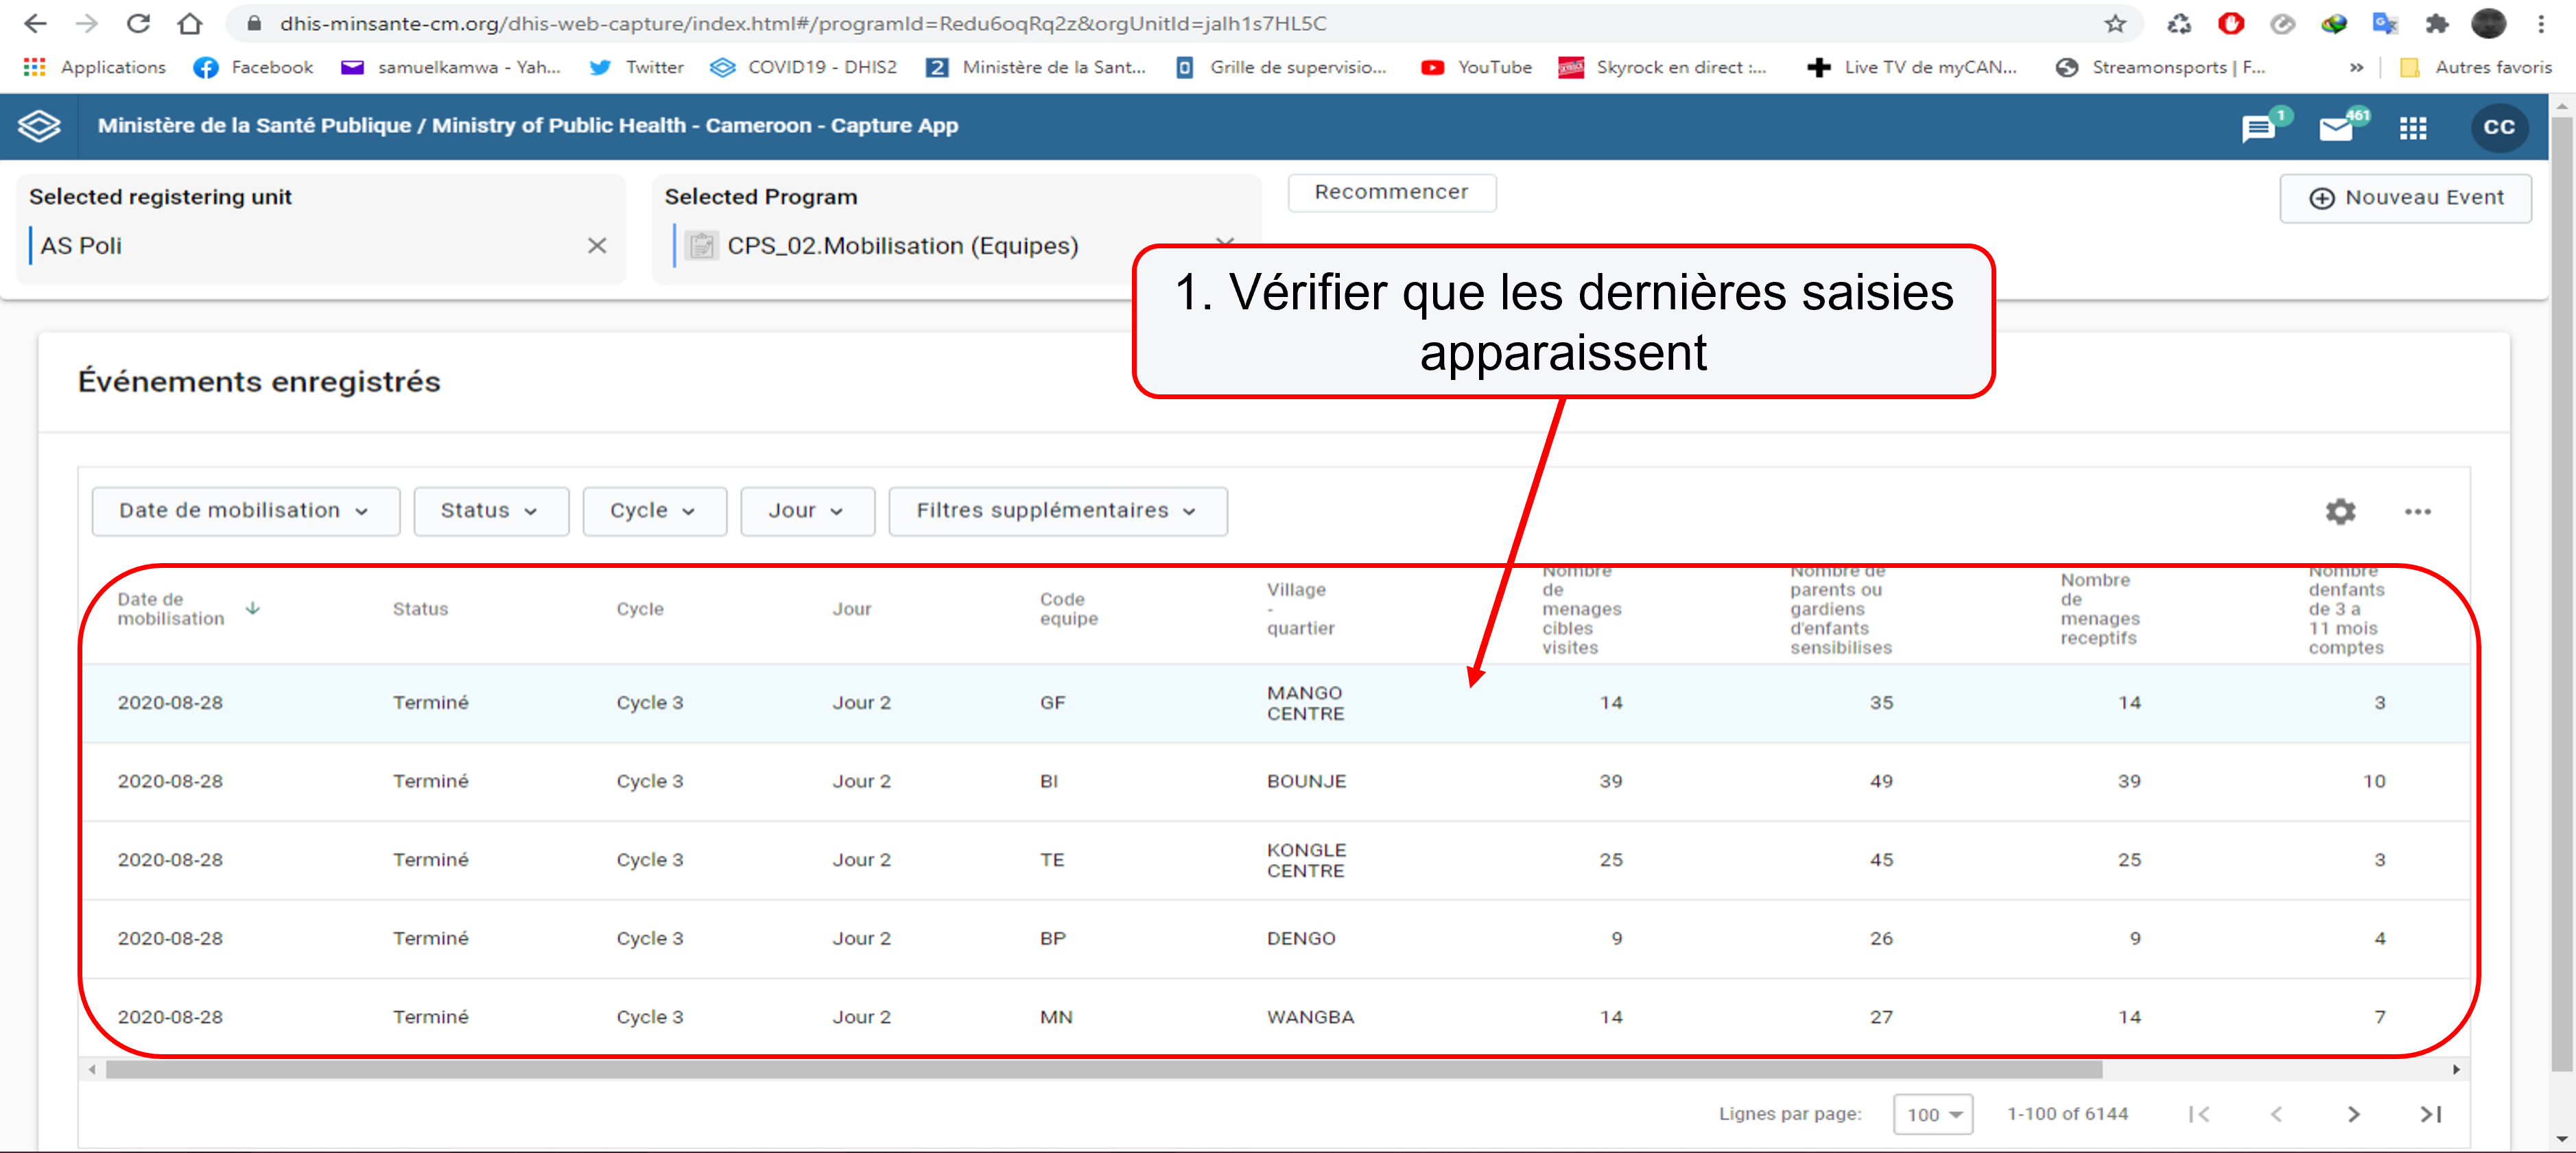 dhis-minsante-cm.org/dhis-web-capture/index.html#/programId=Redu6oqRq2z&orgUnitId=jalh1s7HL5C
Applications Facebook samuelkamwa - Yah... Twitter COVID19 - DHIS2 Ministère de la Sant... Grille de supervisio... YouTube Skyrock en direct :... Live TV de myCAN... Streamonsports | F... » Autres favoris
Ministère de la Santé Publique / Ministry of Public Health - Cameroon - Capture App 1 461 CC
Selected registering unit Selected Program Recommencer Nouveau Event
AS Poli CPS_02.Mobilisation (Equipes)
1. Vérifier que les dernières saisies
apparaissent
Événements enregistrés
Date de mobilisation Status Cycle Jour Filtres supplémentaires
Date de
mobilisation
Status
Cycle
Jour
Code
equipe
Village
-
quartier
Nombre
de
menages
cibles
visites
Nombre de
parents ou
gardiens
d'enfants
sensibilises
Nombre
de
menages
receptifs
Nombre
denfants
de 3 a
11 mois
comptes
2020-08-28 Terminé Cycle 3 Jour 2 GF MANGO CENTRE 14 35 14 3
2020-08-28 Terminé Cycle 3 Jour 2 BI BOUNJE 39 49 39 10
2020-08-28 Terminé Cycle 3 Jour 2 TE KONGLE CENTRE 25 45 25 3
2020-08-28 Terminé Cycle 3 Jour 2 BP DENGO 9 26 9 4
2020-08-28 Terminé Cycle 3 Jour 2 MN WANGBA 14 27 14 7
Lignes par page: 100 1-100 of 6144